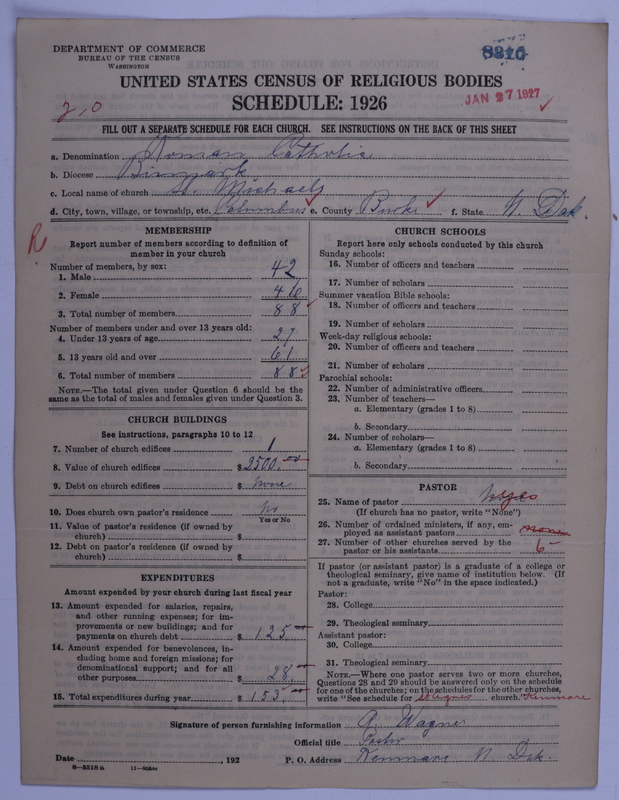 DEPARTMENT OF COMMERCE
BUREAU OF THE CENSUS
WASHINGTON
UNITED STATES CENSUS OF RELIGIOUS BODIES
SCHEDULE: 1926
JAN 27 1927
FILL OUT A SEPARATE SCHEDULE FOR EACH CHURCH. SEE INSTRUCTIONS ON THE BACK OF THIS SHEET
a. Denomination Roman Catholic
b. Diocese Bismark
c. Local name of church St. Michaels
d. City, town, village, or township, etc. Columbus e. County Burke f. State N. Dak.
R
MEMBERSHIP
Report number of members according to definition of
member in your church
Number of members, by sex:
1. Male 42
2. Female 46
3. Total number of members 88
Number of members under and over 13 years old:
4. Under 13 years of age 27
5. 13 years old and over 61
6. Total number of members 88
NOTE.—The total given under Question 6 should be the
same as the total of males and females given under Question 3.
CHURCH BUILDINGS
See instructions, paragraphs 10 to 12
7. Number of church edifices 1
8. Value of church edifices $ 2500.00
9. Debt on church edifices $ none
10. Does church own pastor's residence No
Yes or No
11. Value of pastor's residence (if owned by
church) $
12. Debt on pastor's residence (if owned by
church) $
EXPENDITURES
Amount expended by your church during last fiscal year
13. Amount expended for salaries, repairs,
and other running expenses; for im-
provements or new buildings; and for
payments on church debt $ 125
14. Amount expended for benevolences, in-
cluding home and foreign missions; for
denominational support; and for all
other purposes $ 28
15. Total expenditures during year $ 153
CHURCH SCHOOLS
Report here only schools conducted by this church
Sunday schools:
16. Number of officers and teachers
17. Number of scholars
Summer vacation Bible schools:
18. Number of officers and teachers
19. Number of scholars
Week-day religious schools:
20. Number of officers and teachers
21. Number of scholars
Parochial schools:
22. Number of administrative officers
23. Number of teachers—
a. Elementary (grades 1 to 8)
b. Secondary
24. Number of scholars—
a. Elementary (grades 1 to 8)
b. Secondary
PASTOR
25. Name of pastor yes
(If church has no pastor, write "None")
26. Number of ordained ministers, if any, em-
ployed as assistant pastors none
27. Number of other churches served by the
pastor or his assistants 6
If pastor (or assistant pastor) is a graduate of a college or
theological seminary, give name of institution below. (If
not a graduate, write "No" in the space indicated.)
Pastor:
28. College
29. Theological seminary
Assistant pastor:
30. College
31. Theological seminary
NOTE.—Where one pastor serves two or more churches,
Questions 28 and 29 should be answered only on the schedule
for one of the churches; on the schedules for the other churches,
write "See schedule for St Agnes church." Kenmare
Signature of person furnishing information A. Wagner
Official title Pastor
Date , 192 P. O. Address Kenmare N. Dak.
8—5518a 11—9254a